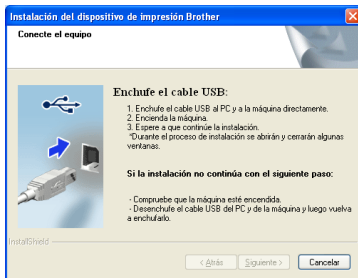 Instalación del dispositivo de impresión Brother
Conecte el equipo
Enchufe el cable USB:
1. Enchufe el cable USB al PC y a la máquina directamente.
2. Encienda la máquina.
3. Espere a que continúe la instalación.
*Durante el proceso de instalación se abrirán y cerrarán algunas
ventanas.
Si la instalación no continúa con el siguiente paso:
- Compruebe que la máquina esté encendida.
- Desenchufe el cable USB del PC y de la máquina y luego vuelva
a enchufarlo.
InstallShield
< Atrás Siguiente > Cancelar